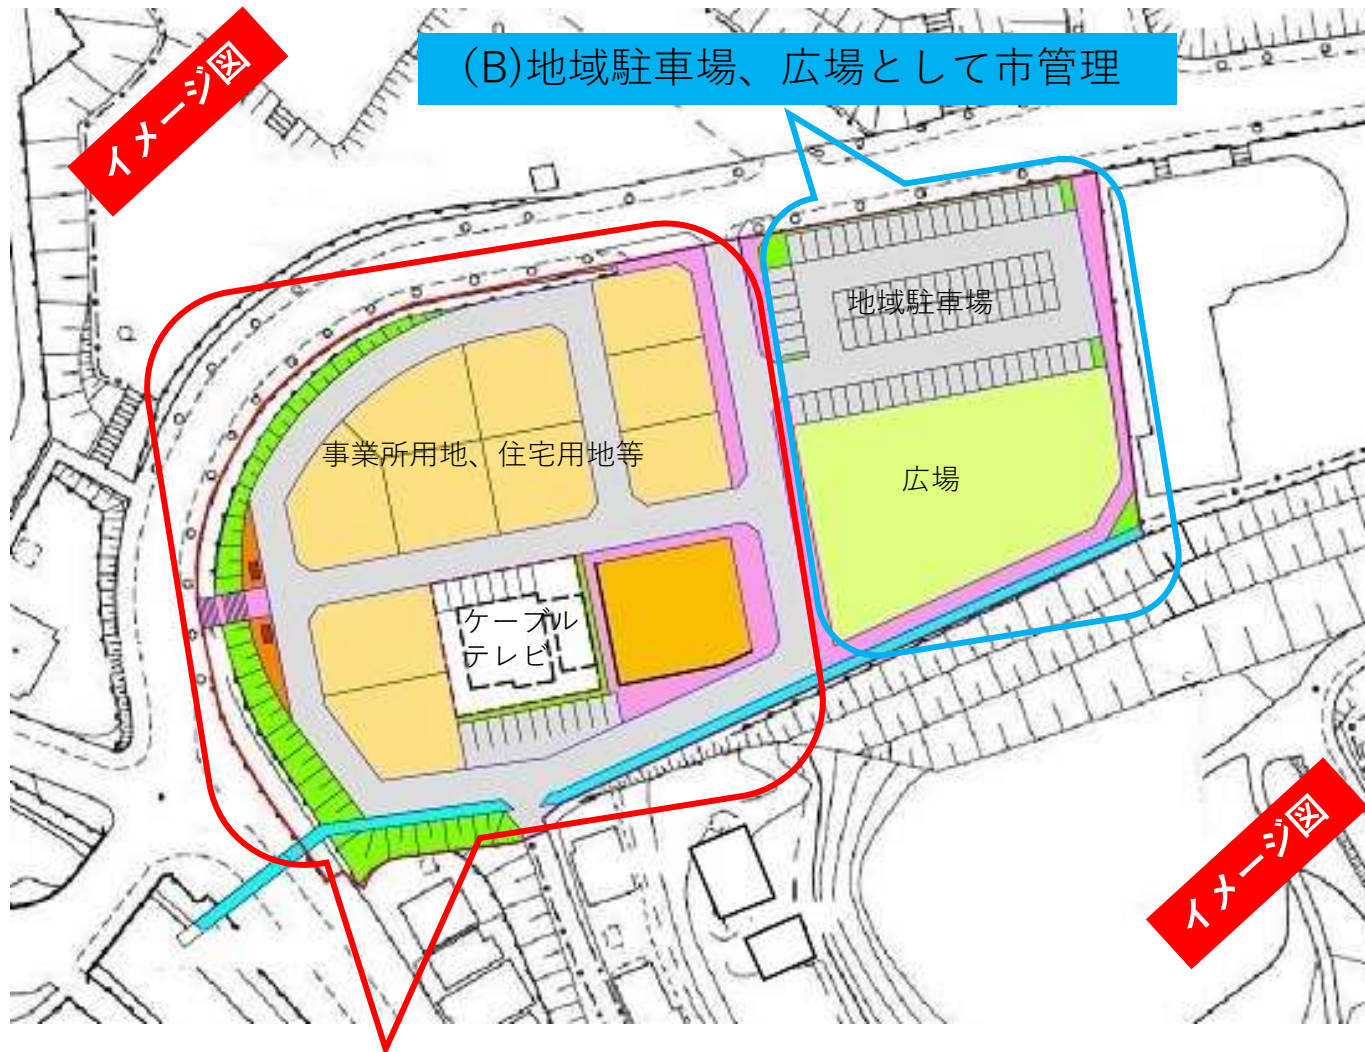 イメージ図
(B)地域駐車場、広場として市管理
地域駐車場
事業所用地、住宅用地等
広場
ケーブル
テレビ
イメージ図